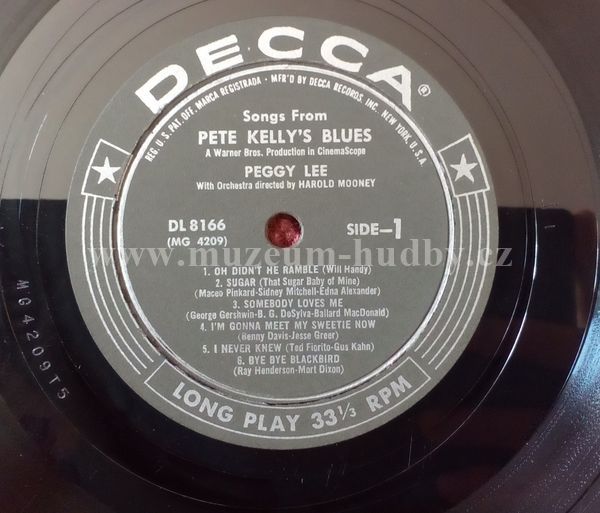 DECCA®
REG. U.S. PAT. OFF. MARCA REGISTRADA • MFR'D BY DECCA RECORDS, INC., NEW YORK, U.S.A.
Songs From
PETE KELLY'S BLUES
A Warner Bros. Production in CinemaScope
PEGGY LEE
With Orchestra directed by HAROLD MOONEY
DL 8166 SIDE–1
(MG 4209)
www.muzeum-hudby.cz
1. OH DIDN'T HE RAMBLE (Will Handy)
2. SUGAR (That Sugar Baby of Mine)
(Maceo Pinkard-Sidney Mitchell-Edna Alexander)
3. SOMEBODY LOVES ME
(George Gershwin-B. G. DeSylva-Ballard MacDonald)
4. I'M GONNA MEET MY SWEETIE NOW
(Benny Davis-Jesse Greer)
5. I NEVER KNEW (Ted Fiorito-Gus Kahn)
6. BYE BYE BLACKBIRD
(Ray Henderson-Mort Dixon)
LONG PLAY 33⅓ RPM
MG4209T5